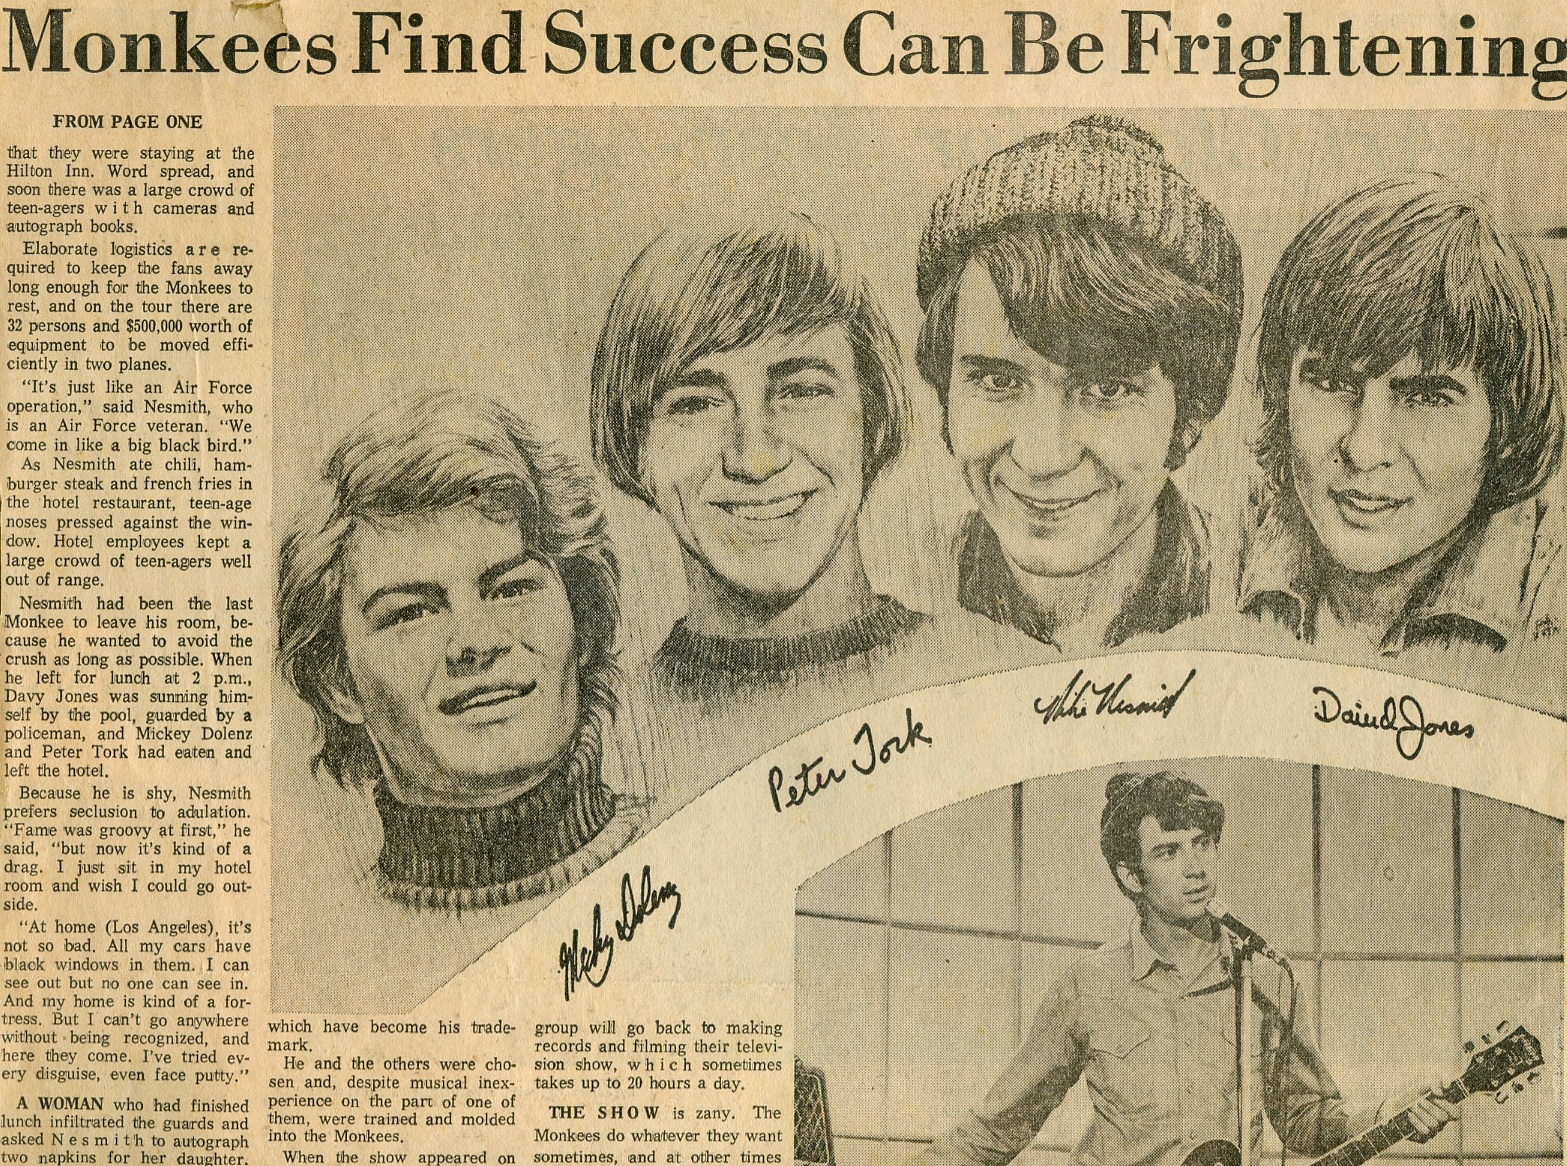 Monkees Find Success Can Be Frightening
FROM PAGE ONE
that they were staying at the
Hilton Inn. Word spread, and
soon there was a large crowd of
teen-agers with cameras and
autograph books.
Elaborate logistics are re-
quired to keep the fans away
long enough for the Monkees to
rest, and on the tour there are
32 persons and $500,000 worth of
equipment to be moved effi-
ciently in two planes.
"It's just like an Air Force
operation," said Nesmith, who
is an Air Force veteran. "We
come in like a big black bird."
As Nesmith ate chili, ham-
burger steak and french fries in
the hotel restaurant, teen-age
noses pressed against the win-
dow. Hotel employees kept a
large crowd of teen-agers well
out of range.
Nesmith had been the last
Monkee to leave his room, be-
cause he wanted to avoid the
crush as long as possible. When
he left for lunch at 2 p.m.,
Davy Jones was sunning him-
self by the pool, guarded by a
policeman, and Mickey Dolenz
and Peter Tork had eaten and
left the hotel.
Because he is shy, Nesmith
prefers seclusion to adulation.
"Fame was groovy at first," he
said, "but now it's kind of a
drag. I just sit in my hotel
room and wish I could go out-
side.
"At home (Los Angeles), it's
not so bad. All my cars have
black windows in them. I can
see out but no one can see in.
And my home is kind of a for-
tress. But I can't go anywhere
without being recognized, and
here they come. I've tried ev-
ery disguise, even face putty."
A WOMAN who had finished
lunch infiltrated the guards and
asked Nesmith to autograph
two napkins for her daughter.
Micky Dolenz
Peter Tork
Mike Nesmith
David Jones
which have become his trade-
mark.
He and the others were cho-
sen and, despite musical inex-
perience on the part of one of
them, were trained and molded
into the Monkees.
When the show appeared on
group will go back to making
records and filming their televi-
sion show, which sometimes
takes up to 20 hours a day.
THE SHOW is zany. The
Monkees do whatever they want
sometimes, and at other times